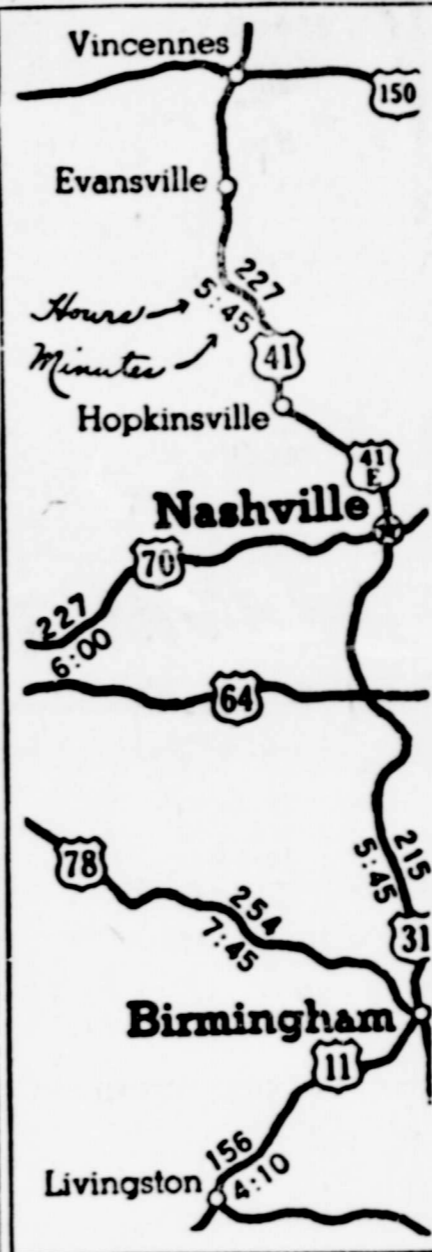 Vincennes
150
Evansville
227
5:45
Hours
Minutes
41
Hopkinsville
41
E
Nashville
70
227
6:00
64
78
215
5:45
254
7:45
31
Birmingham
11
156
4:10
Livingston